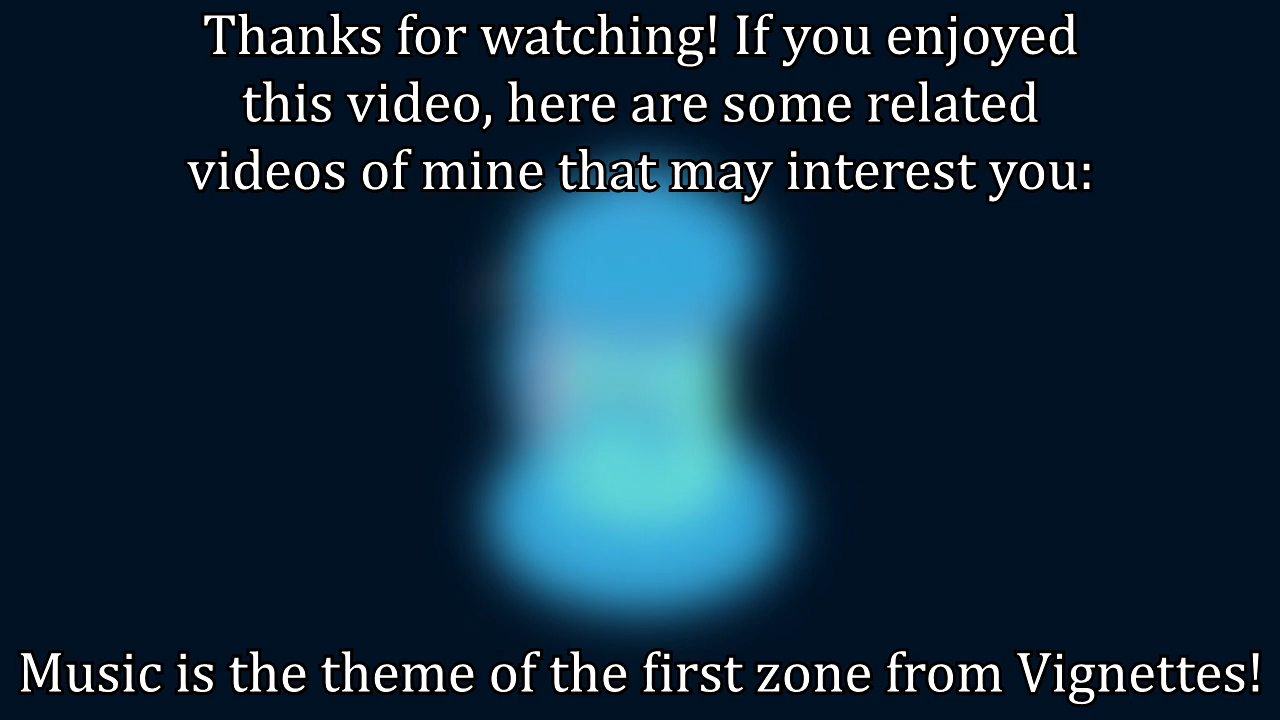 Thanks for watching! If you enjoyed
this video, here are some related
videos of mine that may interest you:
Music is the theme of the first zone from Vignettes!